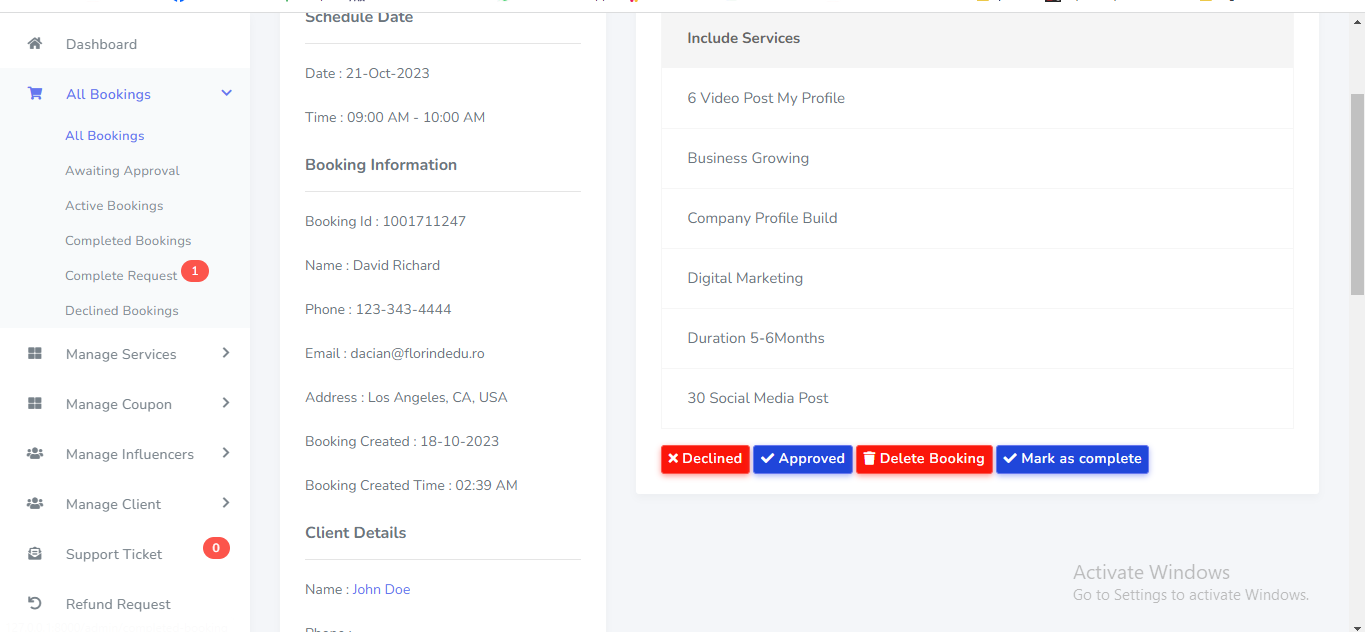 Dashboard
All Bookings
All Bookings
Awaiting Approval
Active Bookings
Completed Bookings
Complete Request 1
Declined Bookings
Manage Services
Manage Coupon
Manage Influencers
Manage Client
Support Ticket 0
Refund Request
Schedule Date
Date : 21-Oct-2023
Time : 09:00 AM - 10:00 AM
Booking Information
Booking Id : 1001711247
Name : David Richard
Phone : 123-343-4444
Email : dacian@florindedu.ro
Address : Los Angeles, CA, USA
Booking Created : 18-10-2023
Booking Created Time : 02:39 AM
Client Details
Name : John Doe
Phone :
Include Services
6 Video Post My Profile
Business Growing
Company Profile Build
Digital Marketing
Duration 5-6Months
30 Social Media Post
Declined Approved Delete Booking Mark as complete
Activate Windows
Go to Settings to activate Windows.